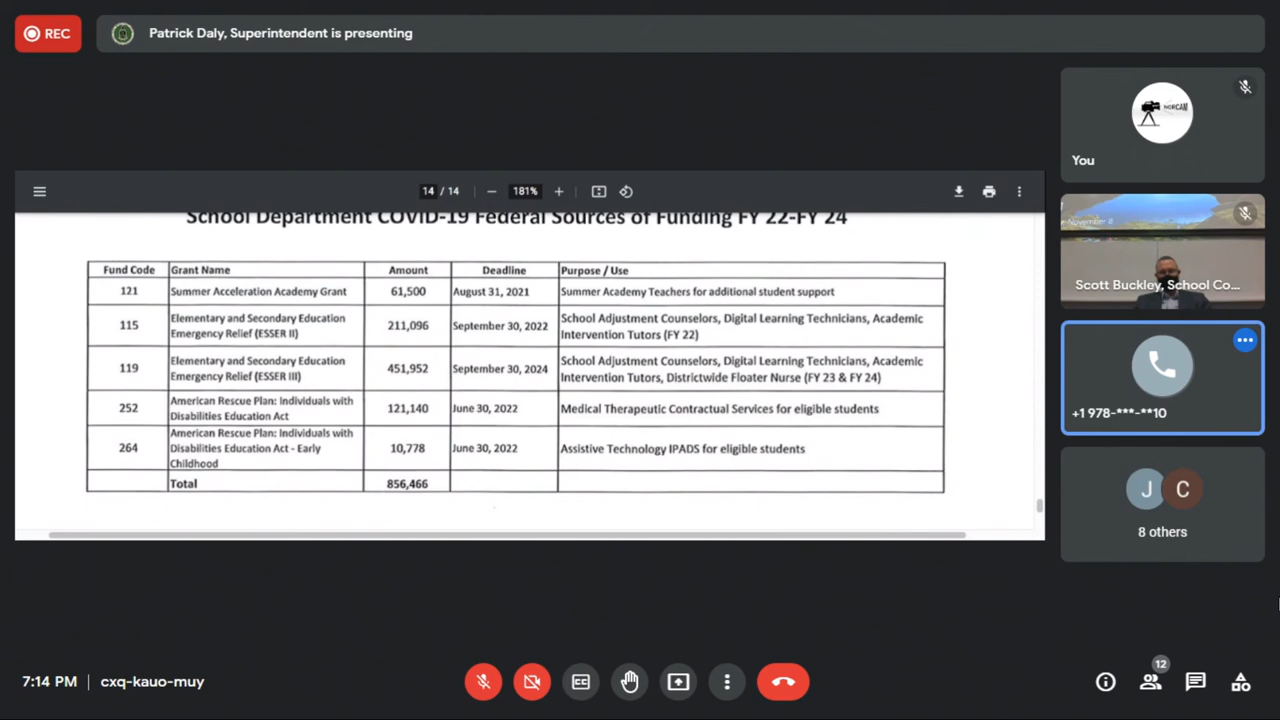 REC
Patrick Daly, Superintendent is presenting
NORCAM
You
14 / 14
181%
School Department COVID-19 Federal Sources of Funding FY 22-FY 24
Fund Code Grant Name Amount Deadline Purpose / Use
121 Summer Acceleration Academy Grant 61,500 August 31, 2021 Summer Academy Teachers for additional student support
115 Elementary and Secondary Education Emergency Relief (ESSER II) 211,096 September 30, 2022 School Adjustment Counselors, Digital Learning Technicians, Academic Intervention Tutors (FY 22)
119 Elementary and Secondary Education Emergency Relief (ESSER III) 451,952 September 30, 2024 School Adjustment Counselors, Digital Learning Technicians, Academic Intervention Tutors, Districtwide Floater Nurse (FY 23 & FY 24)
252 American Rescue Plan: Individuals with Disabilities Education Act 121,140 June 30, 2022 Medical Therapeutic Contractual Services for eligible students
264 American Rescue Plan: Individuals with Disabilities Education Act - Early Childhood 10,778 June 30, 2022 Assistive Technology IPADS for eligible students
Total 856,466
November 8
Scott Buckley, School Co...
+1 978-***-**10
J C
8 others
7:14 PM | cxq-kauo-muy
CC
12